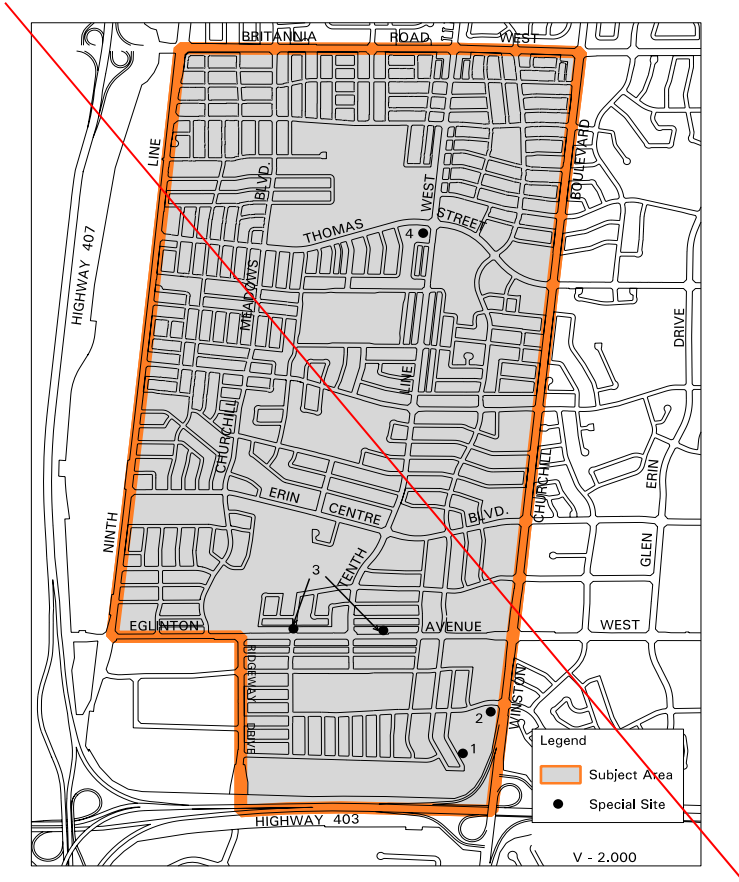 BRITANNIA ROAD WEST
LINE
BLVD.
WEST
BOULEVARD
THOMAS STREET
4
HIGHWAY 407
MEADOWS
DRIVE
LINE
CHURCHILL
CHURCHILL
ERIN
ERIN CENTRE BLVD.
NINTH
GLEN
TENTH
3
EGLINTON AVENUE WEST
RIDGEWAY DRIVE
WINSTON
2
1
Legend
Subject Area
Special Site
HIGHWAY 403
V - 2.000